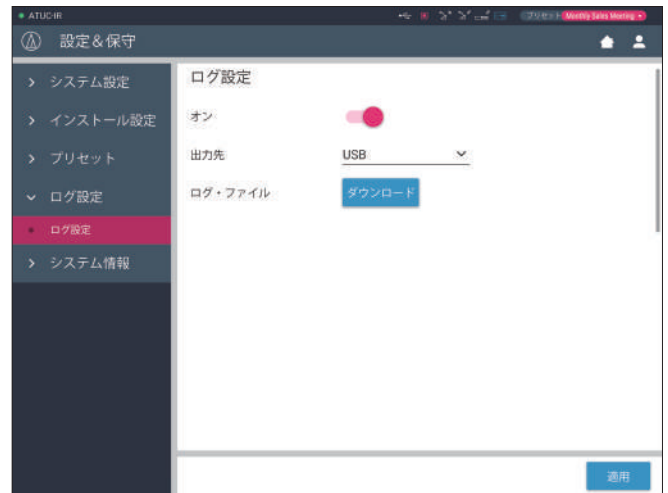 ATUC-IR
プリセット Monthly Sales Meeting
設定&保守
システム設定
インストール設定
プリセット
ログ設定
ログ設定
システム情報
ログ設定
オン
出力先 USB
ログ・ファイル ダウンロード
適用